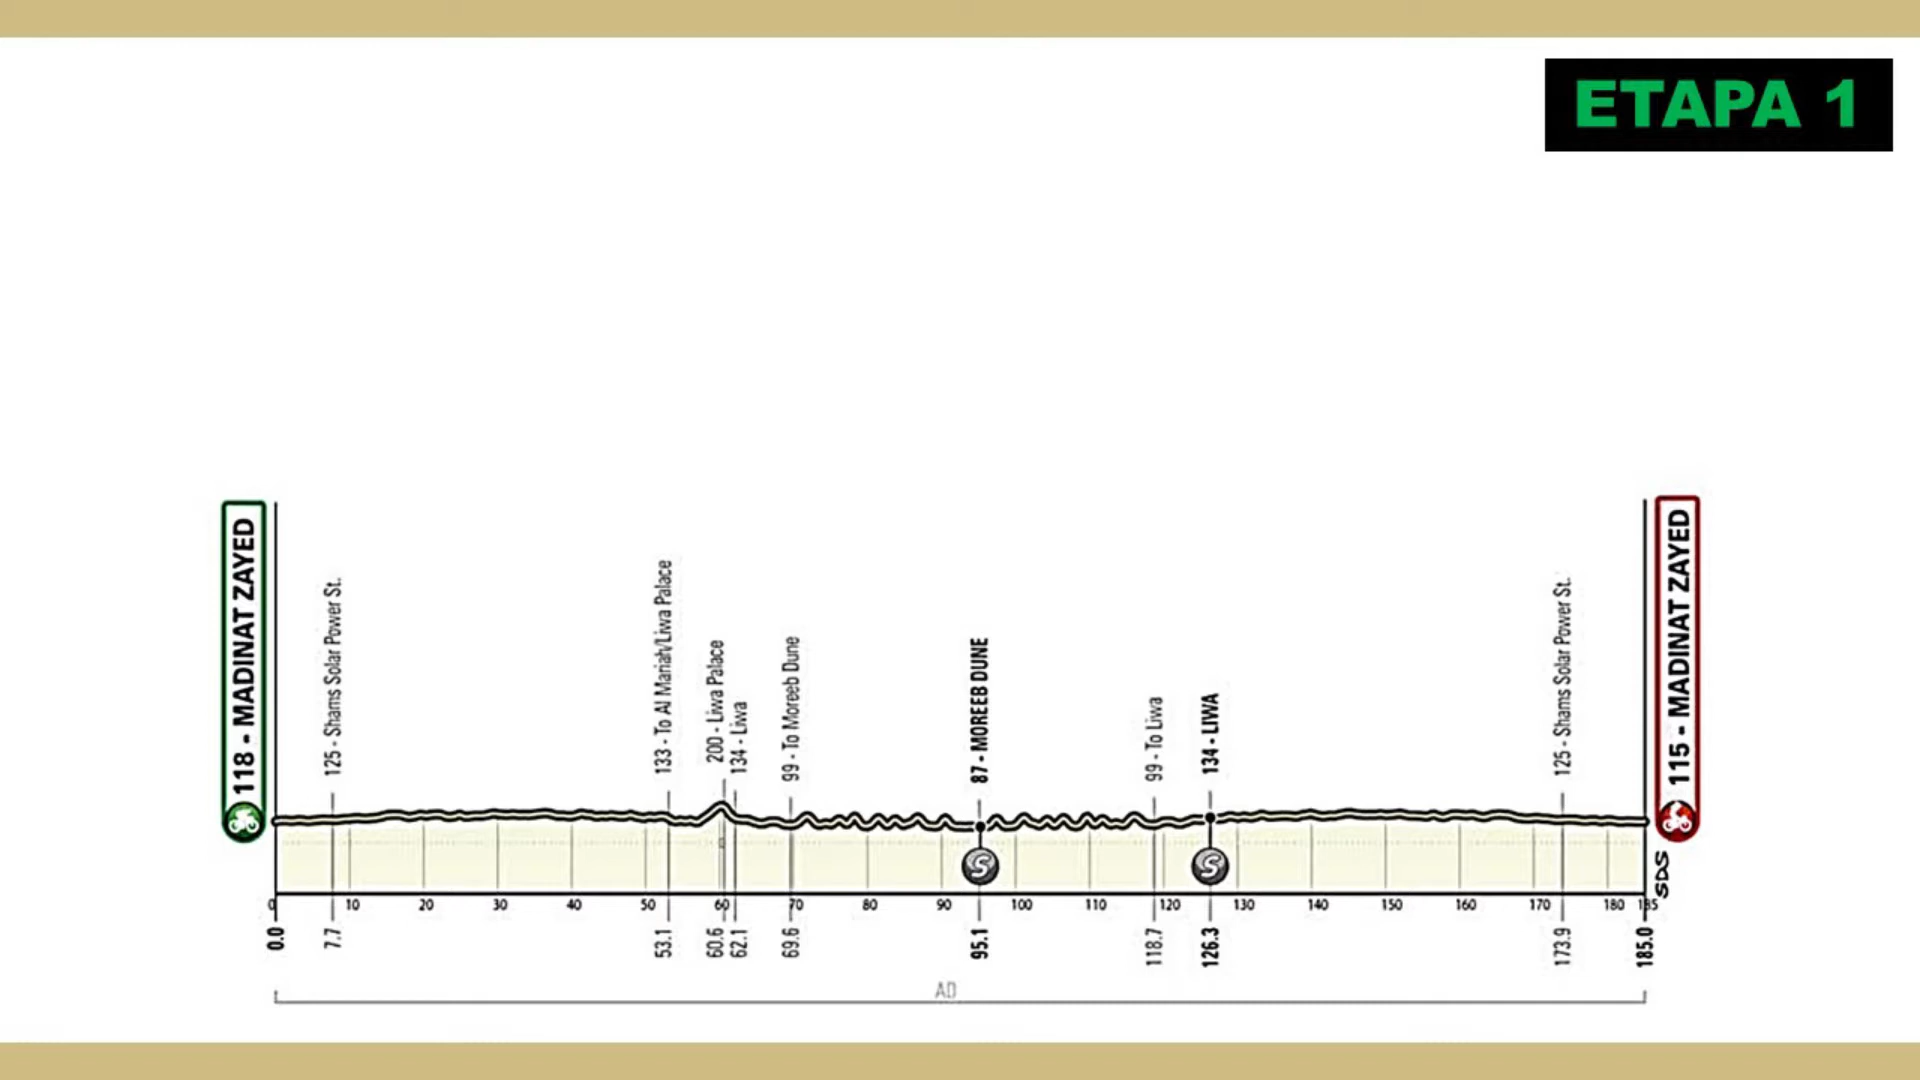 ETAPA 1
118 - MADINAT ZAYED
125 - Shams Solar Power St.
133 - To Al Mariah/Liwa Palace
200 - Liwa Palace
134 - Liwa
99 - To Moreeb Dune
87 - MOREEB DUNE
99 - To Liwa
134 - LIWA
125 - Shams Solar Power St.
115 - MADINAT ZAYED
S
S
SDS
0 10 20 30 40 50 60 70 80 90 100 110 120 130 140 150 160 170 180 185
0.0 7.7 53.1 60.6 62.1 69.6 95.1 118.7 126.3 173.9 185.0
AD